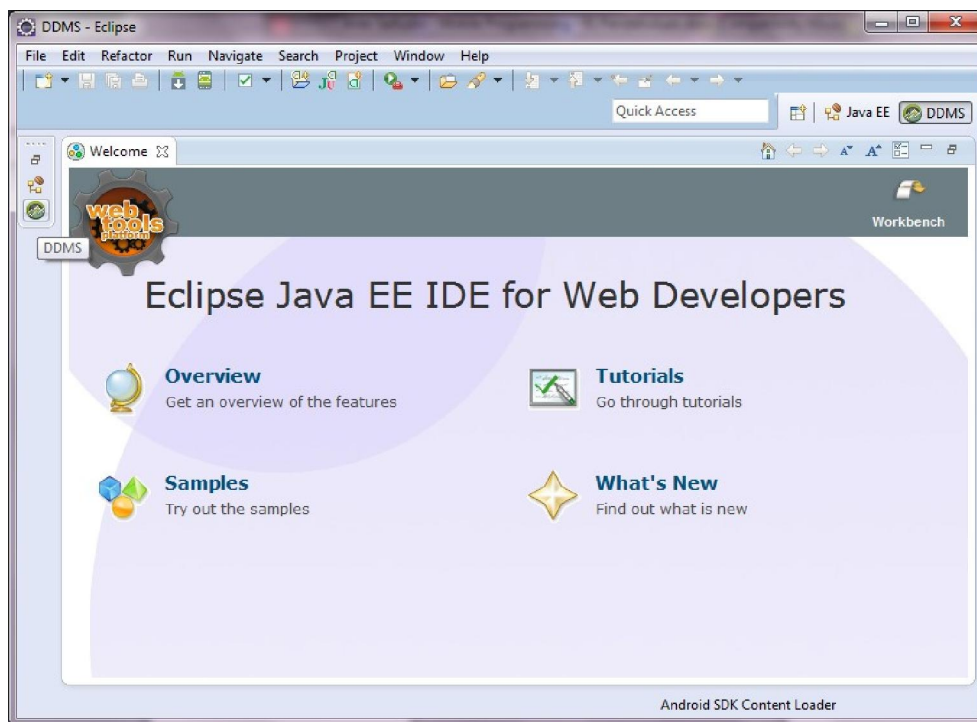 DDMS - Eclipse
File Edit Refactor Run Navigate Search Project Window Help
Quick Access
Java EE
DDMS
Welcome
web
tools
platform
Workbench
DDMS
Eclipse Java EE IDE for Web Developers
Overview
Get an overview of the features
Tutorials
Go through tutorials
Samples
Try out the samples
What's New
Find out what is new
Android SDK Content Loader